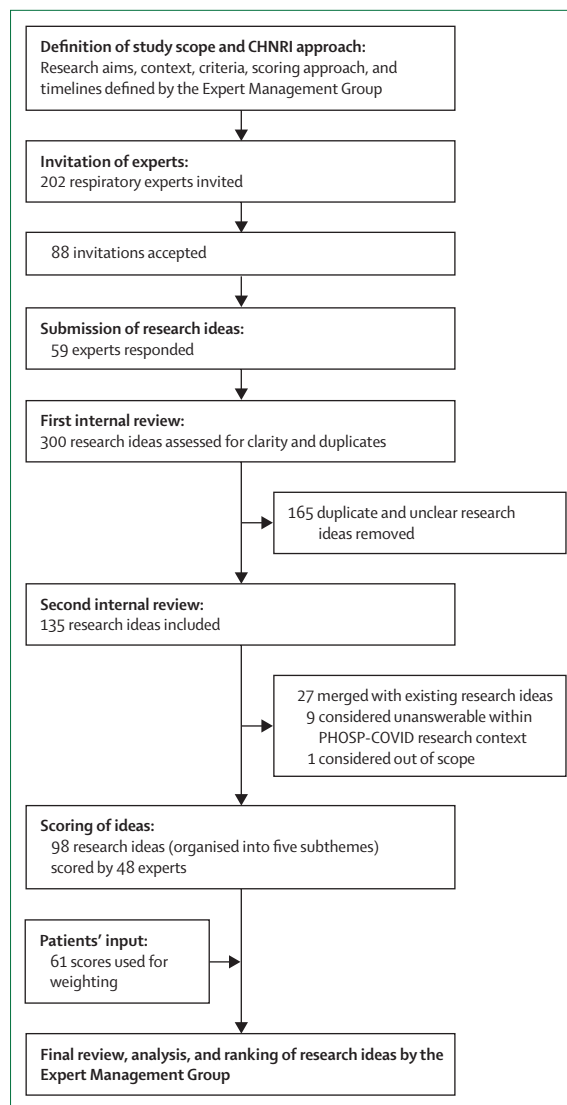 Definition of study scope and CHNRI approach:
Research aims, context, criteria, scoring approach, and
timelines defined by the Expert Management Group
Invitation of experts:
202 respiratory experts invited
88 invitations accepted
Submission of research ideas:
59 experts responded
First internal review:
300 research ideas assessed for clarity and duplicates
165 duplicate and unclear research
ideas removed
Second internal review:
135 research ideas included
27 merged with existing research ideas
9 considered unanswerable within
PHOSP-COVID research context
1 considered out of scope
Scoring of ideas:
98 research ideas (organised into five subthemes)
scored by 48 experts
Patients’ input:
61 scores used for
weighting
Final review, analysis, and ranking of research ideas by the
Expert Management Group